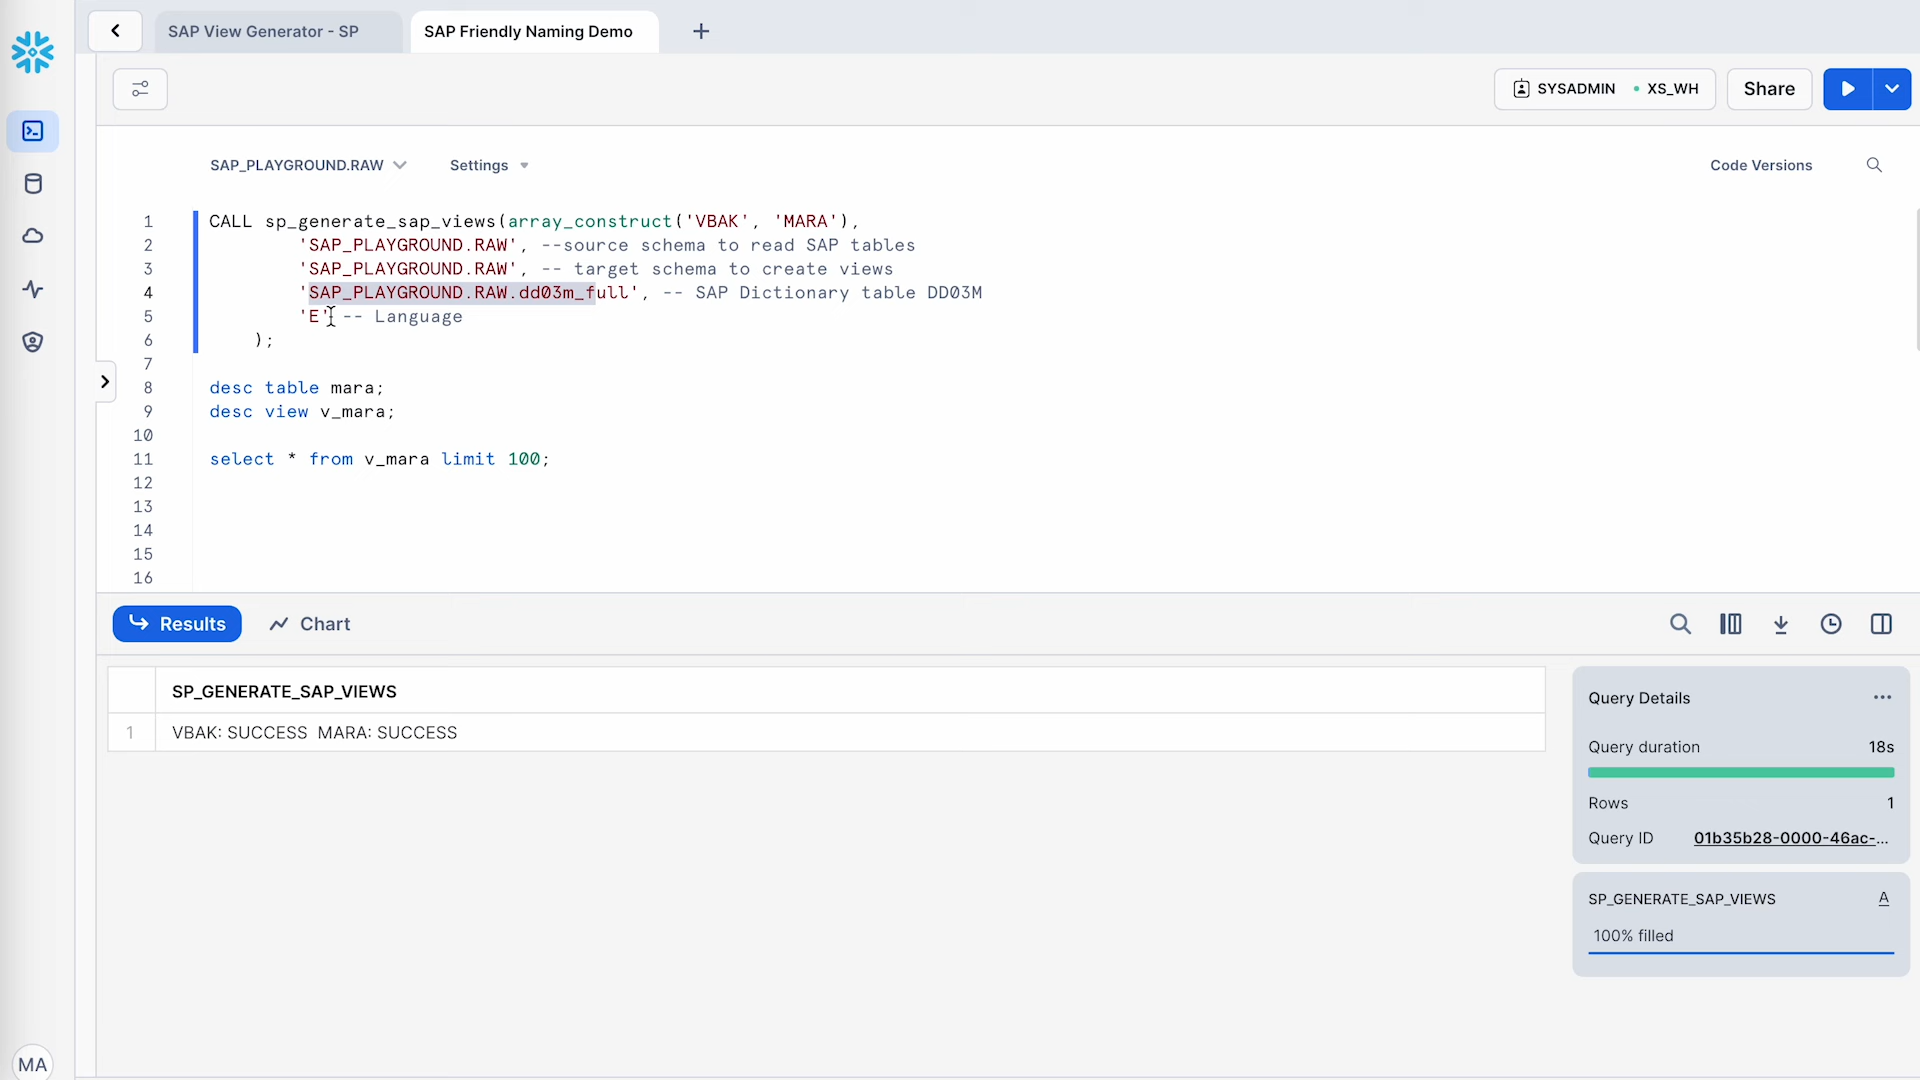 SAP View Generator - SP
SAP Friendly Naming Demo
SYSADMIN
XS_WH
Share
SAP_PLAYGROUND.RAW
Settings
Code Versions
1 CALL sp_generate_sap_views(array_construct('VBAK', 'MARA'),
2 'SAP_PLAYGROUND.RAW', --source schema to read SAP tables
3 'SAP_PLAYGROUND.RAW', -- target schema to create views
4 'SAP_PLAYGROUND.RAW.dd03m_full', -- SAP Dictionary table DD03M
5 'E' -- Language
6 );
7
8 desc table mara;
9 desc view v_mara;
10
11 select * from v_mara limit 100;
12
13
14
15
16
Results
Chart
SP_GENERATE_SAP_VIEWS
1 VBAK: SUCCESS MARA: SUCCESS
Query Details
Query duration 18s
Rows 1
Query ID 01b35b28-0000-46ac-...
SP_GENERATE_SAP_VIEWS A
100% filled
MA